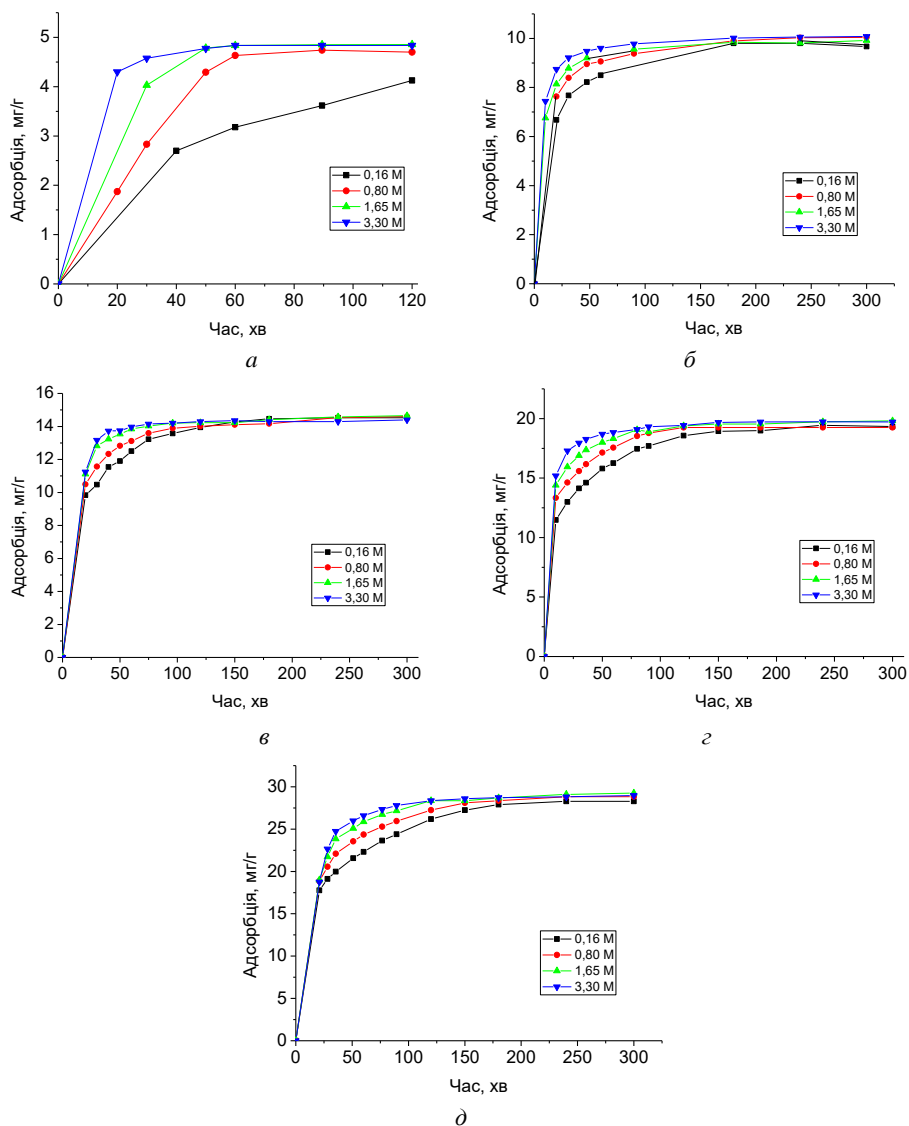 5
4
3
2
1
0
Адсорбція, мг/г
0 20 40 60 80 100 120
Час, хв
0,16 М
0,80 М
1,65 М
3,30 М
а
10
8
6
4
2
0
Адсорбція, мг/г
0 50 100 150 200 250 300
Час, хв
0,16 М
0,80 М
1,65 М
3,30 М
б
16
14
12
10
8
6
4
2
0
Адсорбція, мг/г
0 50 100 150 200 250 300
Час, хв
0,16 М
0,80 М
1,65 М
3,30 М
в
20
15
10
5
0
Адсорбція, мг/г
0 50 100 150 200 250 300
Час, хв
0,16 М
0,80 М
1,65 М
3,30 М
г
30
25
20
15
10
5
0
Адсорбція, мг/г
0 50 100 150 200 250 300
Час, хв
0,16 М
0,80 М
1,65 М
3,30 М
д